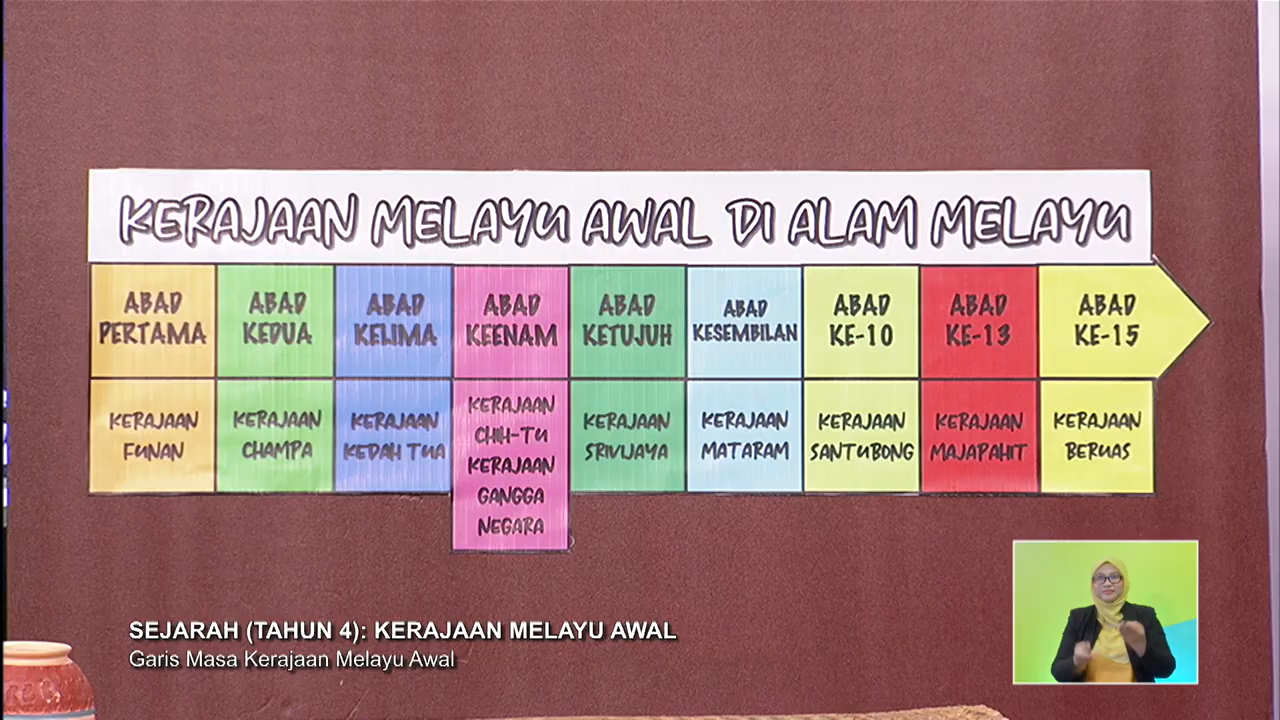 KERAJAAN MELAYU AWAL DI ALAM MELAYU
ABAD PERTAMA
ABAD KEDUA
ABAD KELIMA
ABAD KEENAM
ABAD KETUJUH
ABAD KESEMBILAN
ABAD KE-10
ABAD KE-13
ABAD KE-15
KERAJAAN FUNAN
KERAJAAN CHAMPA
KERAJAAN KEDAH TUA
KERAJAAN CHIH-TU
KERAJAAN GANGGA NEGARA
KERAJAAN SRIVIJAYA
KERAJAAN MATARAM
KERAJAAN SANTUBONG
KERAJAAN MAJAPAHIT
KERAJAAN BERUAS
SEJARAH (TAHUN 4): KERAJAAN MELAYU AWAL
Garis Masa Kerajaan Melayu Awal